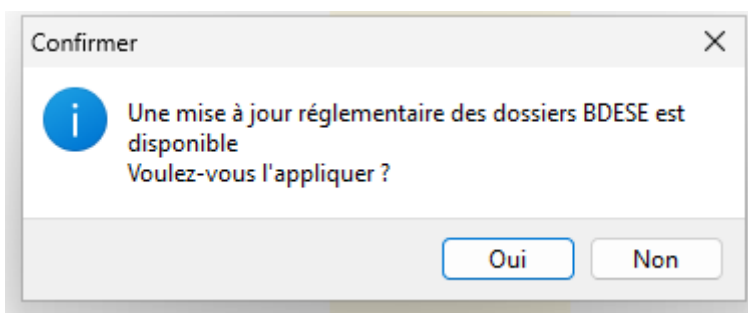 Confirmer
Une mise à jour réglementaire des dossiers BDESE est
disponible
Voulez-vous l'appliquer ?
Oui Non